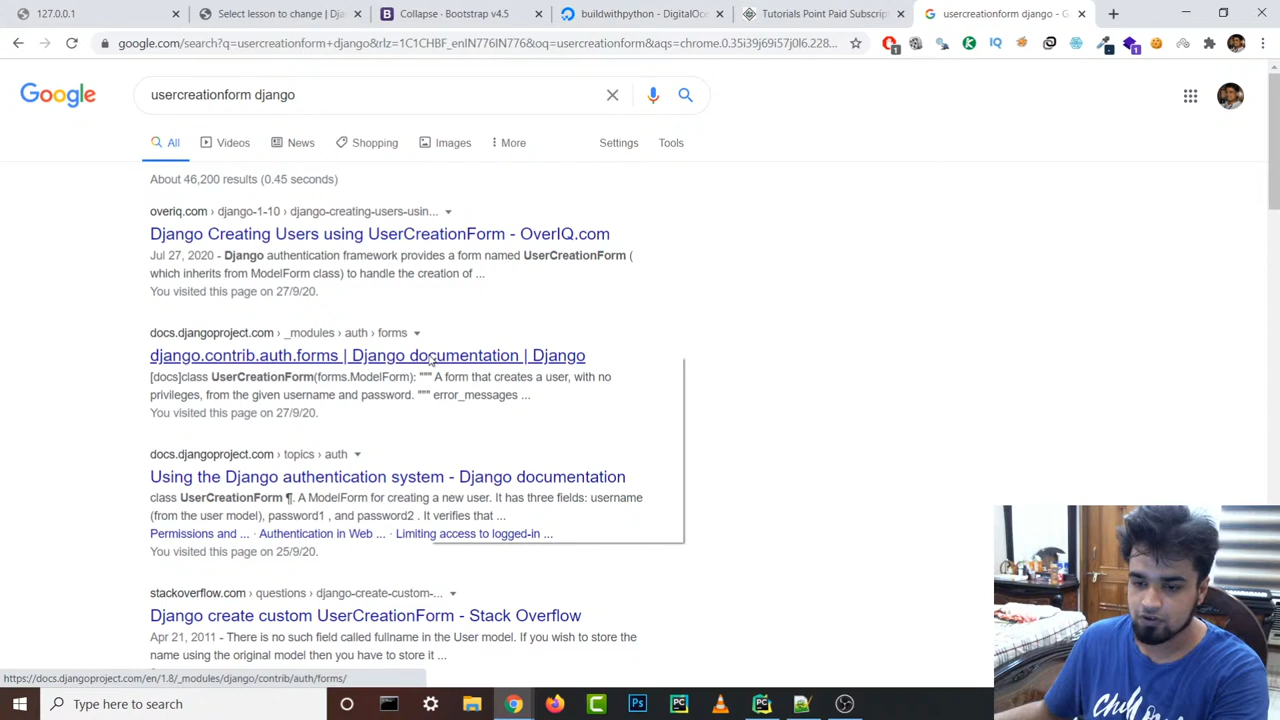 127.0.0.1
Select lesson to change | Dj
Collapse · Bootstrap v4.5
buildwithpython - DigitalOc
Tutorials Point Paid Subscrip
usercreationform django - G
google.com/search?q=usercreationform+django&rlz=1C1CHBF_enIN776IN776&oq=usercreationform&aqs=chrome.0.35i39j69i57j0l6.228...
Google
usercreationform django
All
Videos
News
Shopping
Images
More
Settings
Tools
About 46,200 results (0.45 seconds)
overiq.com › django-1-10 › django-creating-users-usin...
Django Creating Users using UserCreationForm - OverIQ.com
Jul 27, 2020 - Django authentication framework provides a form named UserCreationForm (
which inherits from ModelForm class) to handle the creation of ...
You visited this page on 27/9/20.
docs.djangoproject.com › _modules › auth › forms
django.contrib.auth.forms | Django documentation | Django
[docs]class UserCreationForm(forms.ModelForm): """ A form that creates a user, with no
privileges, from the given username and password. """ error_messages ...
You visited this page on 27/9/20.
docs.djangoproject.com › topics › auth
Using the Django authentication system - Django documentation
class UserCreationForm ¶. A ModelForm for creating a new user. It has three fields: username
(from the user model), password1 , and password2 . It verifies that ...
Permissions and ... · Authentication in Web ... · Limiting access to logged-in ...
You visited this page on 25/9/20.
stackoverflow.com › questions › django-create-custom-...
Django create custom UserCreationForm - Stack Overflow
Apr 21, 2011 - There is no such field called fullname in the User model. If you wish to store the
name using the original model then you have to store it ...
https://docs.djangoproject.com/en/1.8/_modules/django/contrib/auth/forms/
Type here to search